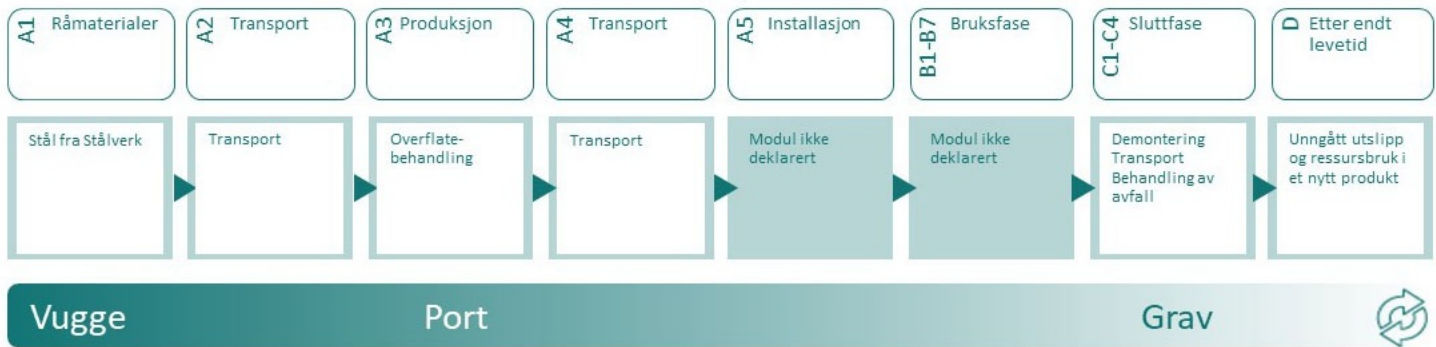 A1 Råmaterialer
A2 Transport
A3 Produksjon
A4 Transport
A5 Installasjon
B1-B7 Bruksfase
C1-C4 Sluttfase
D Etter endt
levetid
Stål fra Stålverk
Transport
Overflate-
behandling
Transport
Modul ikke
deklarert
Modul ikke
deklarert
Demontering
Transport
Behandling av
avfall
Unngått utslipp
og ressursbruk i
et nytt produkt
Vugge
Port
Grav